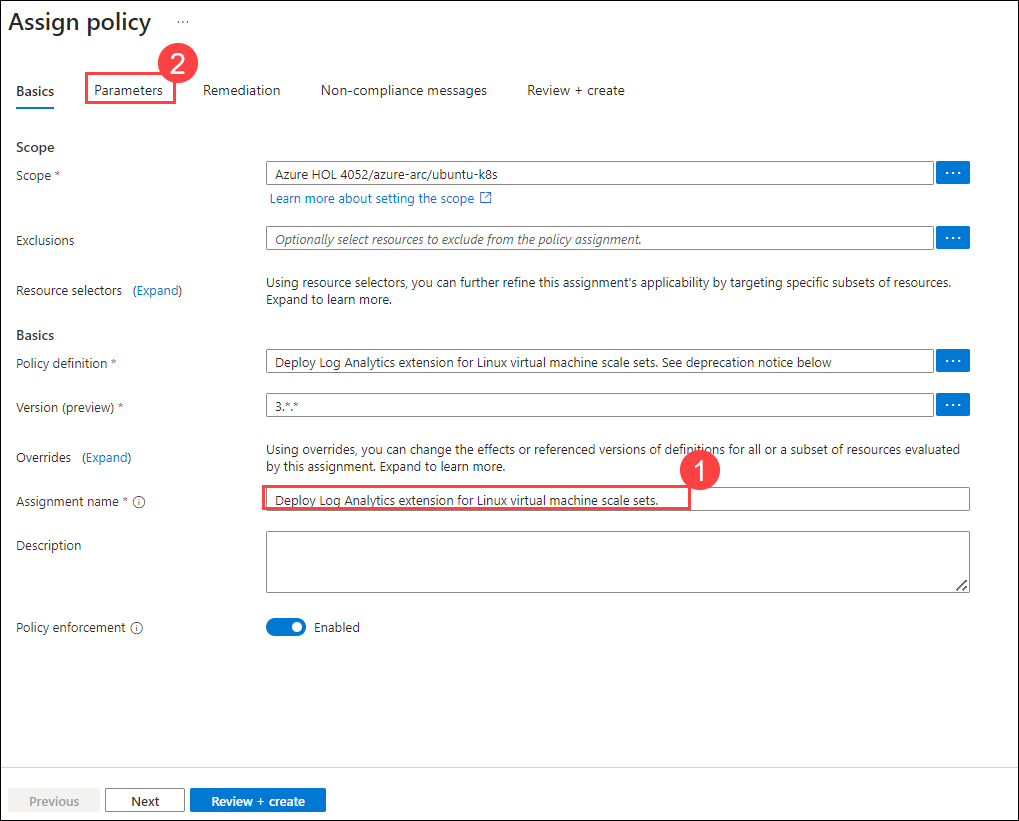 Assign policy ...
2
Basics Parameters Remediation Non-compliance messages Review + create
Scope
Scope * Azure HOL 4052/azure-arc/ubuntu-k8s ...
Learn more about setting the scope
Exclusions Optionally select resources to exclude from the policy assignment. ...
Resource selectors (Expand) Using resource selectors, you can further refine this assignment's applicability by targeting specific subsets of resources.
Expand to learn more.
Basics
Policy definition * Deploy Log Analytics extension for Linux virtual machine scale sets. See deprecation notice below ...
Version (preview) * 3.*.* ...
Overrides (Expand) Using overrides, you can change the effects or referenced versions of definitions for all or a subset of resources evaluated
by this assignment. Expand to learn more.
1
Assignment name * Deploy Log Analytics extension for Linux virtual machine scale sets.
Description
Policy enforcement Enabled
Previous Next Review + create